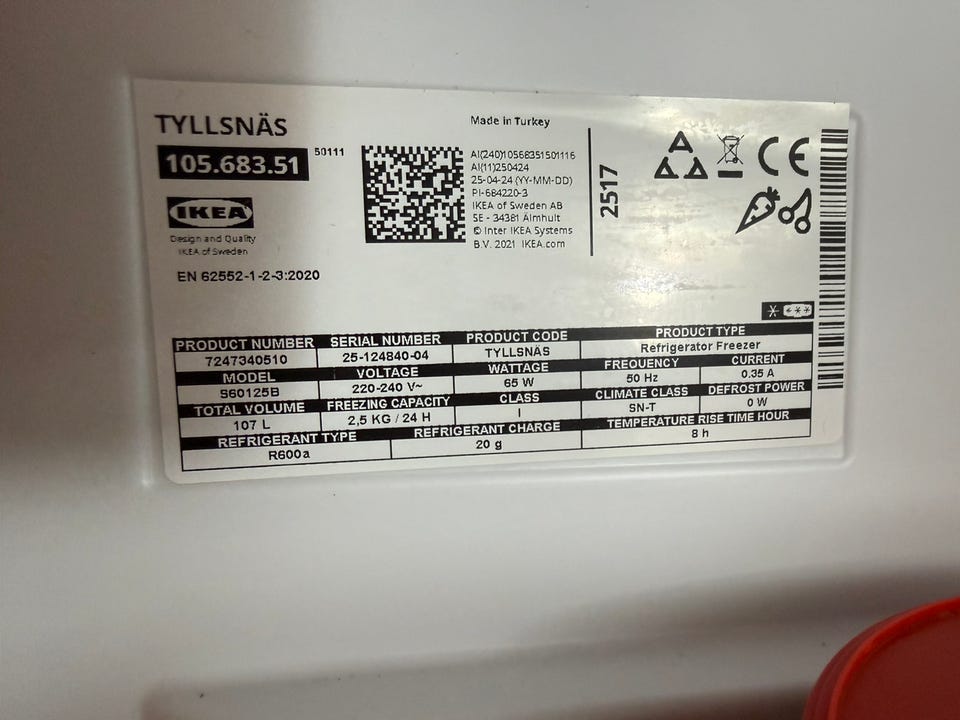 TYLLSNÄS
105.683.51 50111
IKEA
Design and Quality
IKEA of Sweden
EN 62552-1-2-3:2020
Made in Turkey
AI(240)10568351501116
AI(11)250424
25-04-24 (YY-MM-DD)
PI-684220-3
IKEA of Sweden AB
SE - 34381 Älmhult
© Inter IKEA Systems
B.V. 2021 IKEA.com
2517
CE
PRODUCT NUMBER SERIAL NUMBER PRODUCT CODE PRODUCT TYPE
7247340510 25-124840-04 TYLLSNÄS Refrigerator Freezer
MODEL VOLTAGE WATTAGE FREQUENCY CURRENT
S60125B 220-240 V~ 65 W 50 Hz 0.35 A
TOTAL VOLUME FREEZING CAPACITY CLASS CLIMATE CLASS DEFROST POWER
107 L 2,5 KG / 24 H I SN-T 0 W
REFRIGERANT TYPE REFRIGERANT CHARGE TEMPERATURE RISE TIME HOUR
R600a 20 g 8 h